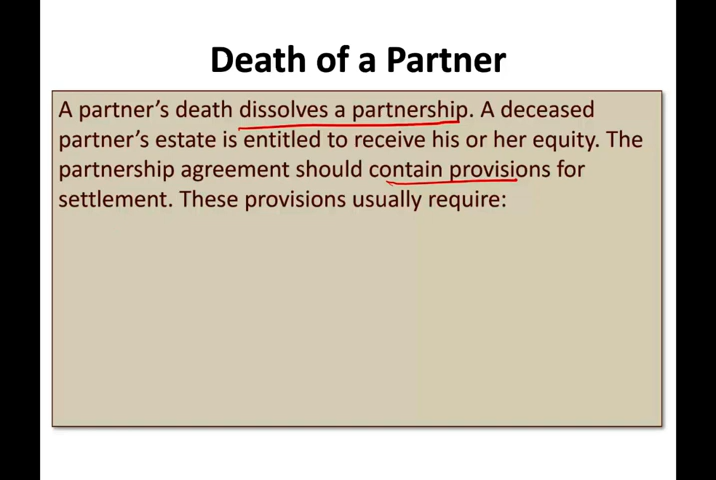 Death of a Partner
A partner's death dissolves a partnership. A deceased
partner's estate is entitled to receive his or her equity. The
partnership agreement should contain provisions for
settlement. These provisions usually require: